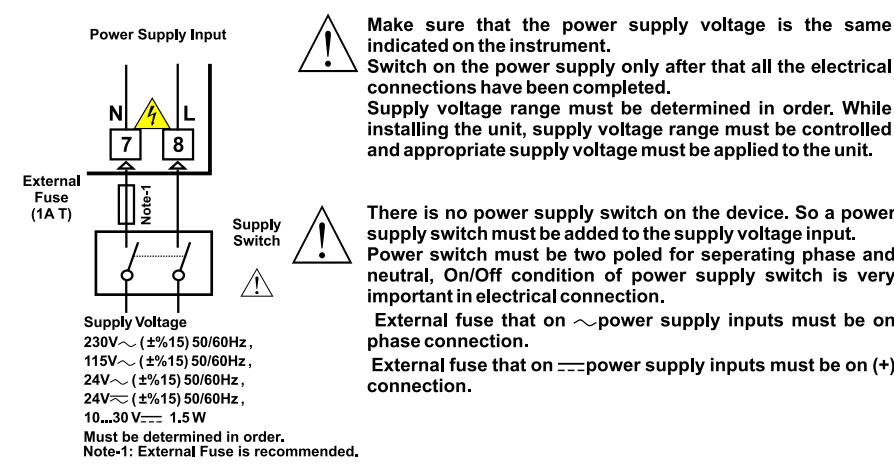 Power Supply Input
N L
7 8
External
Fuse
(1A T)
Note-1
Supply
Switch
Supply Voltage
230V∼ ( ±%15) 50/60Hz ,
115V∼ ( ±%15) 50/60Hz ,
24V∼ ( ±%15) 50/60Hz ,
24V⏦ ( ±%15) 50/60Hz ,
10...30 V⎓ 1.5 W
Must be determined in order.
Note-1: External Fuse is recommended.
Make sure that the power supply voltage is the same
indicated on the instrument.
Switch on the power supply only after that all the electrical
connections have been completed.
Supply voltage range must be determined in order. While
installing the unit, supply voltage range must be controlled
and appropriate supply voltage must be applied to the unit.
There is no power supply switch on the device. So a power
supply switch must be added to the supply voltage input.
Power switch must be two poled for seperating phase and
neutral, On/Off condition of power supply switch is very
important in electrical connection.
External fuse that on ∼power supply inputs must be on
phase connection.
External fuse that on ⎓power supply inputs must be on (+)
connection.